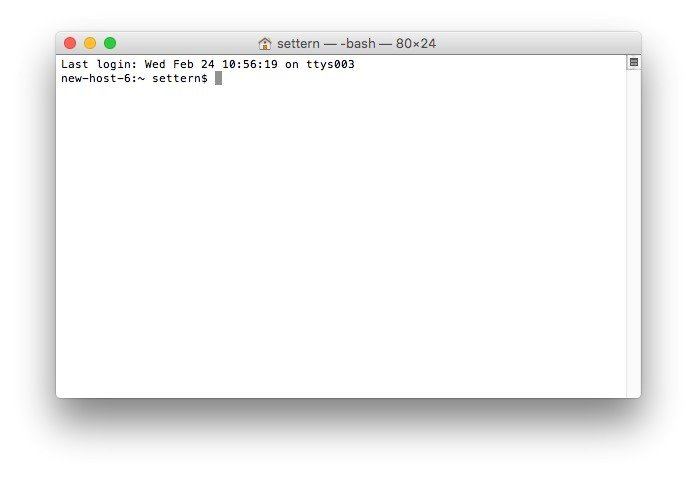 settern — -bash — 80×24
Last login: Wed Feb 24 10:56:19 on ttys003
new-host-6:~ settern$